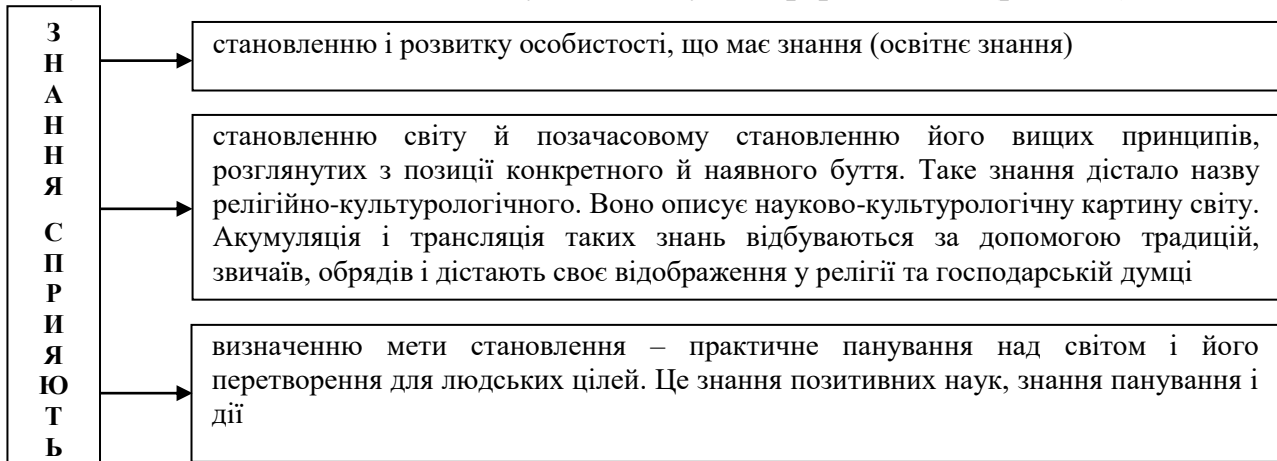 ЗНАННЯ СПРИЯЮТЬ
становленню і розвитку особистості, що має знання (освітнє знання)
становленню світу й позачасовому становленню його вищих принципів,
розглянутих з позиції конкретного й наявного буття. Таке знання дістало назву
релігійно-культурологічного. Воно описує науково-культурологічну картину світу.
Акумуляція і трансляція таких знань відбуваються за допомогою традицій,
звичаїв, обрядів і дістають своє відображення у релігії та господарській думці
визначенню мети становлення – практичне панування над світом і його
перетворення для людських цілей. Це знання позитивних наук, знання панування і
дії